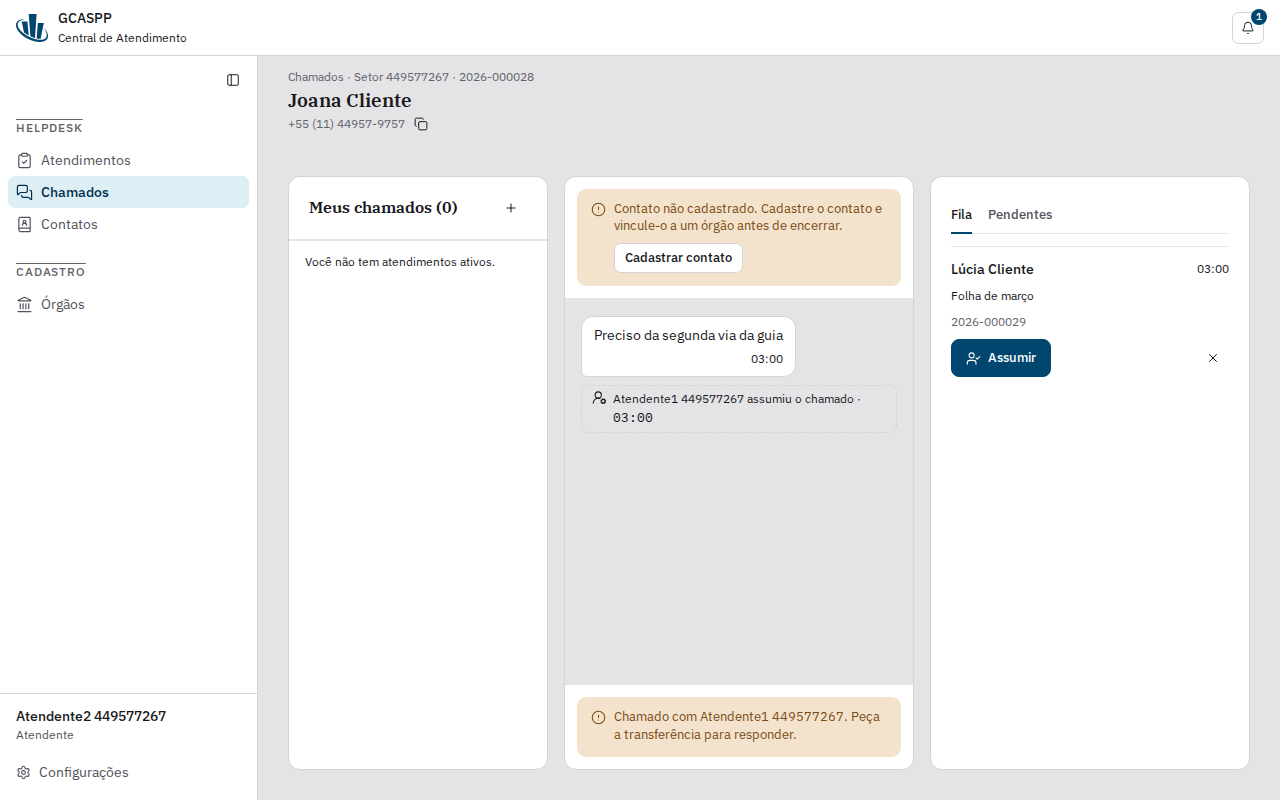 GCASPP
Central de Atendimento
1
HELPDESK
Atendimentos
Chamados
Contatos
CADASTRO
Órgãos
Atendente2 449577267
Atendente
Configurações
Chamados · Setor 449577267 · 2026-000028
Joana Cliente
+55 (11) 44957-9757
Meus chamados (0)
Você não tem atendimentos ativos.
Contato não cadastrado. Cadastre o contato e
vincule-o a um órgão antes de encerrar.
Cadastrar contato
Preciso da segunda via da guia
03:00
Atendente1 449577267 assumiu o chamado ·
03:00
Chamado com Atendente1 449577267. Peça
a transferência para responder.
Fila Pendentes
Lúcia Cliente 03:00
Folha de março
2026-000029
Assumir